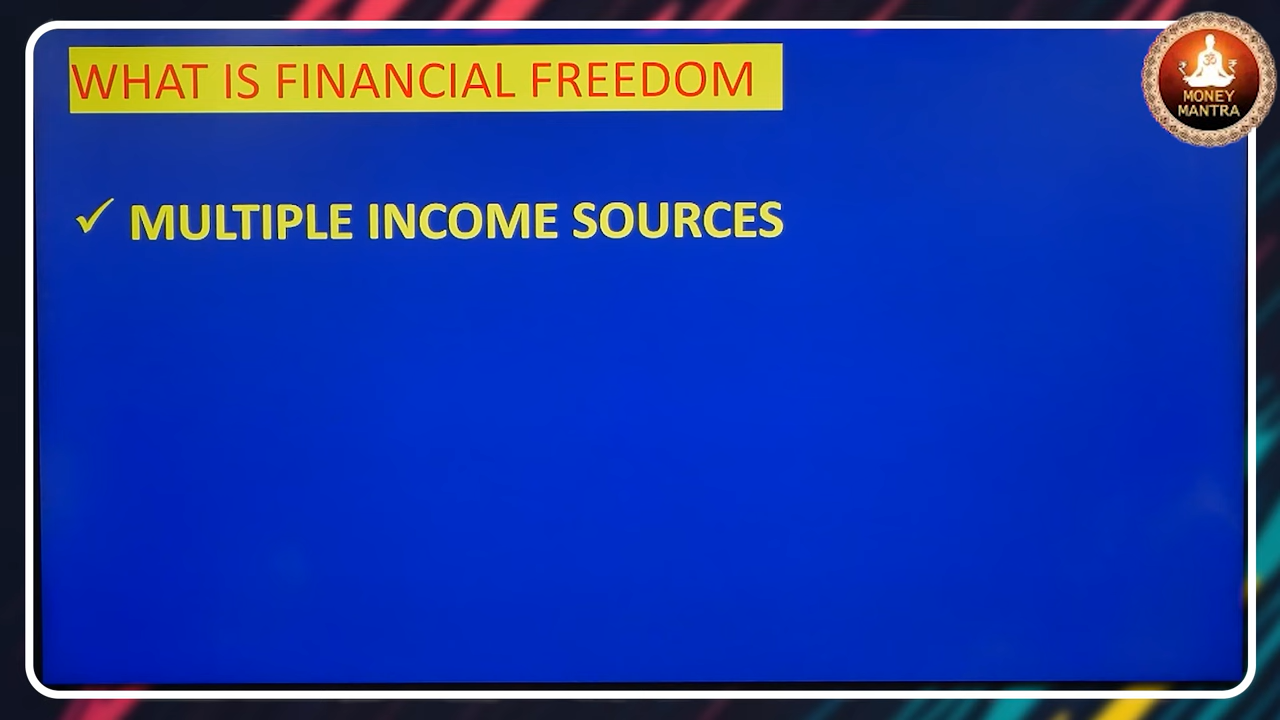 WHAT IS FINANCIAL FREEDOM
✓ MULTIPLE INCOME SOURCES
ॐ
₹ ₹
MONEY
MANTRA